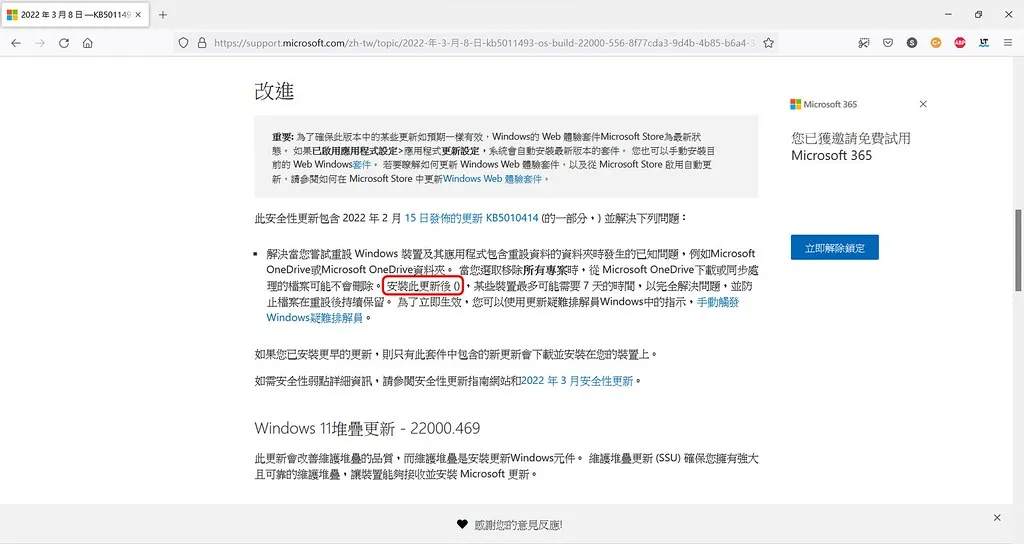 2022 年 3 月 8 日 —KB5011493
https://support.microsoft.com/zh-tw/topic/2022-年-3-月-8-日-kb5011493-os-build-22000-556-8f77cda3-9d4b-4b85-b6a4-3
改進
重要: 為了確保此版本中的某些更新如預期一樣有效，Windows的 Web 體驗套件Microsoft Store為最新狀
態。 如果已啟用應用程式設定>應用程式更新設定，系統會自動安裝最新版本的套件。 您也可以手動安裝目
前的 Web Windows套件。 若要瞭解如何更新 Windows Web 體驗套件，以及從 Microsoft Store 啟用自動更
新，請參閱如何在 Microsoft Store 中更新Windows Web 體驗套件。
此安全性更新包含 2022 年 2 月 15 日發佈的更新 KB5010414 (的一部分，) 並解決下列問題：
解決當您嘗試重設 Windows 裝置及其應用程式包含重設資料的資料夾時發生的已知問題，例如Microsoft
OneDrive或Microsoft OneDrive資料夾。 當您選取移除所有專案時，從 Microsoft OneDrive下載或同步處
理的檔案可能不會刪除。 安裝此更新後 ()，某些裝置最多可能需要 7 天的時間，以完全解決問題，並防
止檔案在重設後持續保留。 為了立即生效，您可以使用更新疑難排解員Windows中的指示，手動觸發
Windows疑難排解員。
如果您已安裝更早的更新，則只有此套件中包含的新更新會下載並安裝在您的裝置上。
如需安全性弱點詳細資訊，請參閱安全性更新指南網站和2022 年 3 月安全性更新。
Windows 11堆疊更新 - 22000.469
此更新會改善維護堆疊的品質，而維護堆疊是安裝更新Windows元件。 維護堆疊更新 (SSU) 確保您擁有強大
且可靠的維護堆疊，讓裝置能夠接收並安裝 Microsoft 更新。
Microsoft 365
您已獲邀請免費試用
Microsoft 365
立即解除鎖定
感謝您的意見反應!
S
C
ABP
LT